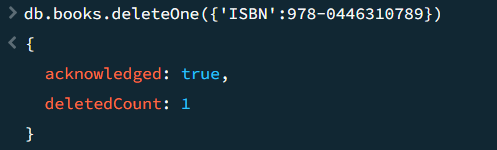 > db.books.deleteOne({'ISBN':978-0446310789})
< {
acknowledged: true,
deletedCount: 1
}